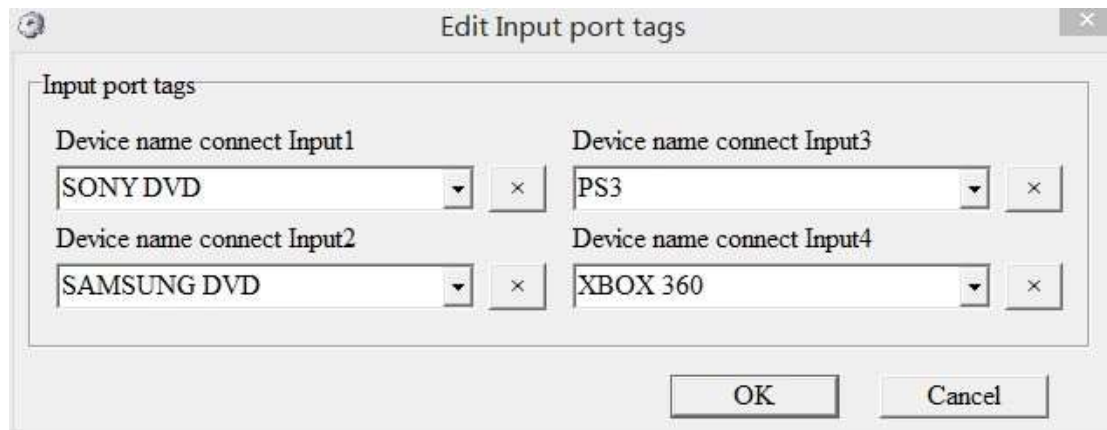 Edit Input port tags
×
Input port tags
Device name connect Input1
Device name connect Input3
SONY DVD
×
PS3
×
Device name connect Input2
Device name connect Input4
SAMSUNG DVD
×
XBOX 360
×
OK
Cancel